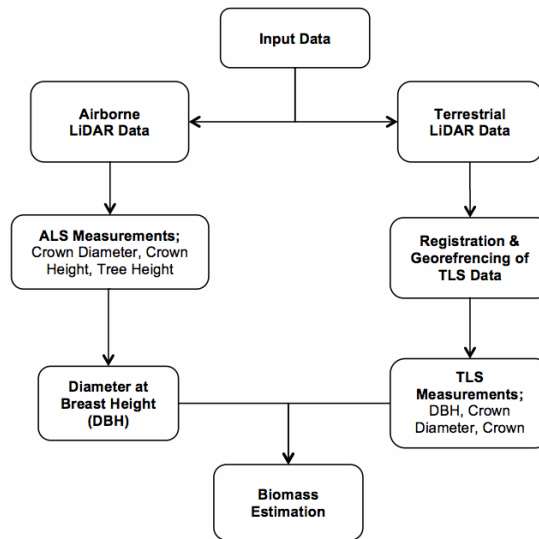 Input Data
Airborne
LiDAR Data
Terrestrial
LiDAR Data
ALS Measurements;
Crown Diameter, Crown
Height, Tree Height
Registration &
Georefrencing of
TLS Data
Diameter at
Breast Height
(DBH)
TLS
Measurements;
DBH, Crown
Diameter, Crown
Biomass
Estimation